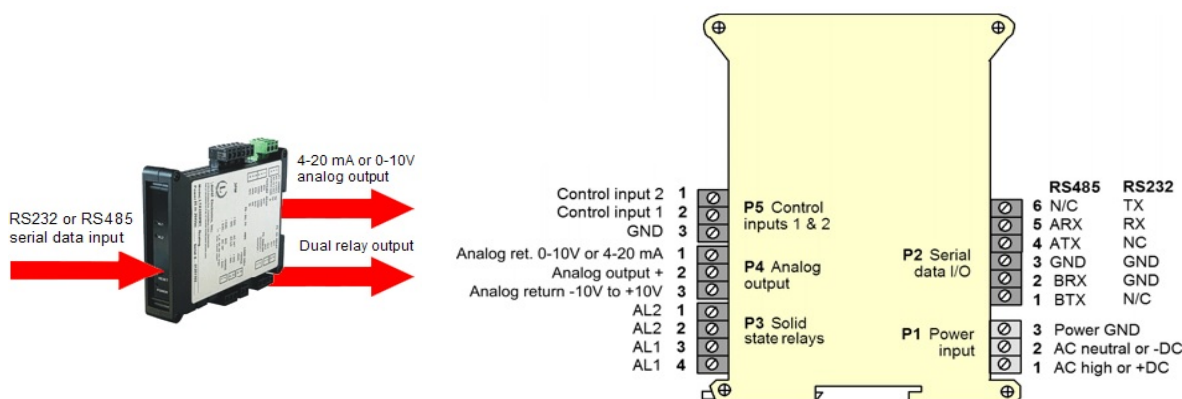 RS232 or RS485
serial data input
4-20 mA or 0-10V
analog output
Dual relay output
Control input 2 1
Control input 1 2
GND 3
Analog ret. 0-10V or 4-20 mA 1
Analog output + 2
Analog return -10V to +10V 3
AL2 1
AL2 2
AL1 3
AL1 4
P5 Control
inputs 1 & 2
P4 Analog
output
P3 Solid
state relays
P2 Serial
data I/O
P1 Power
input
RS485 RS232
6 N/C TX
5 ARX RX
4 ATX NC
3 GND GND
2 BRX GND
1 BTX N/C
3 Power GND
2 AC neutral or -DC
1 AC high or +DC